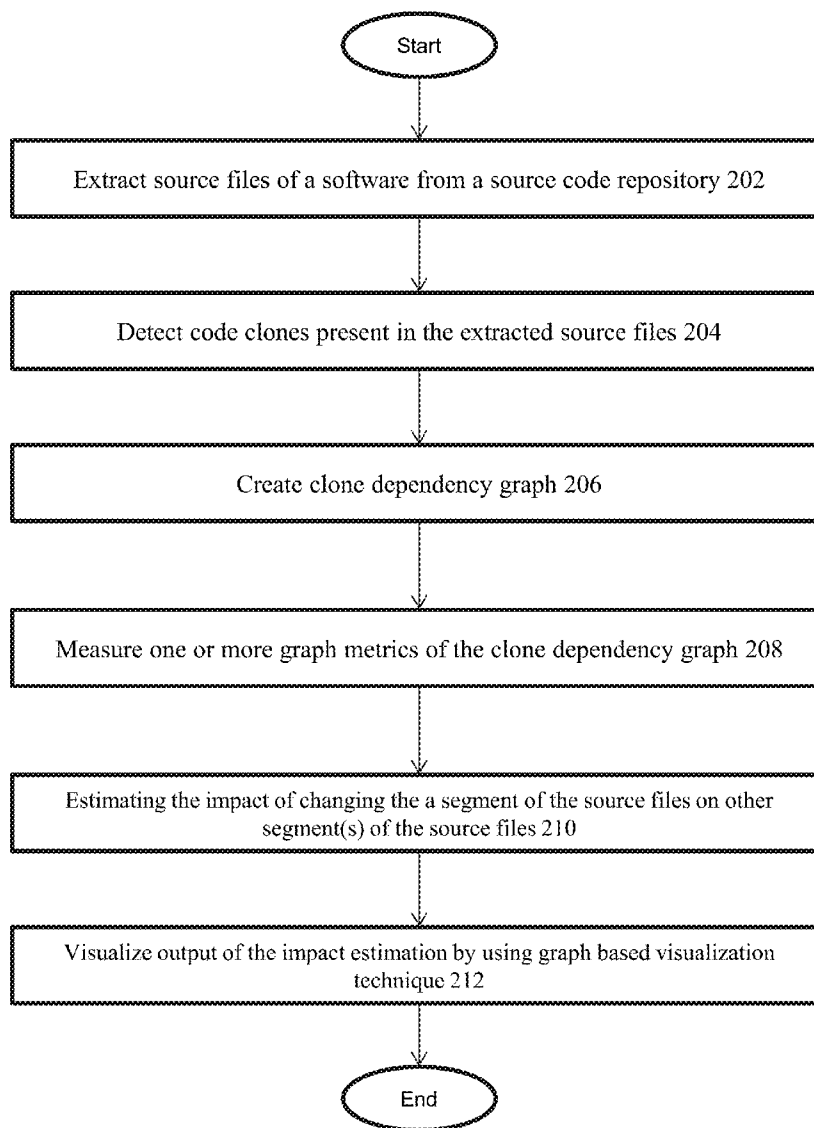 Start
Extract source files of a software from a source code repository 202
Detect code clones present in the extracted source files 204
Create clone dependency graph 206
Measure one or more graph metrics of the clone dependency graph 208
Estimating the impact of changing the a segment of the source files on other
segment(s) of the source files 210
Visualize output of the impact estimation by using graph based visualization
technique 212
End